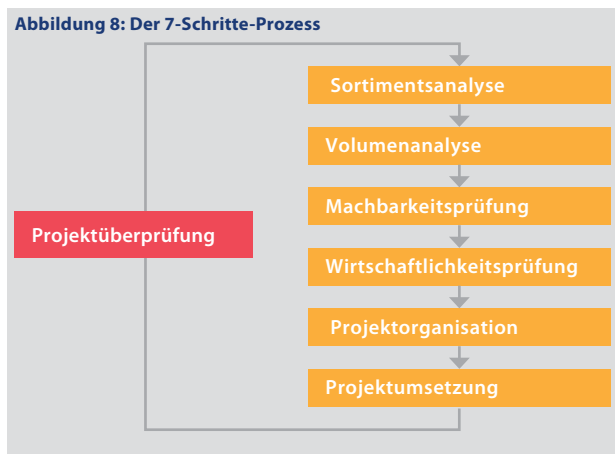 Abbildung 8: Der 7-Schritte-Prozess
Sortimentsanalyse
Volumenanalyse
Machbarkeitsprüfung
Projektüberprüfung
Wirtschaftlichkeitsprüfung
Projektorganisation
Projektumsetzung